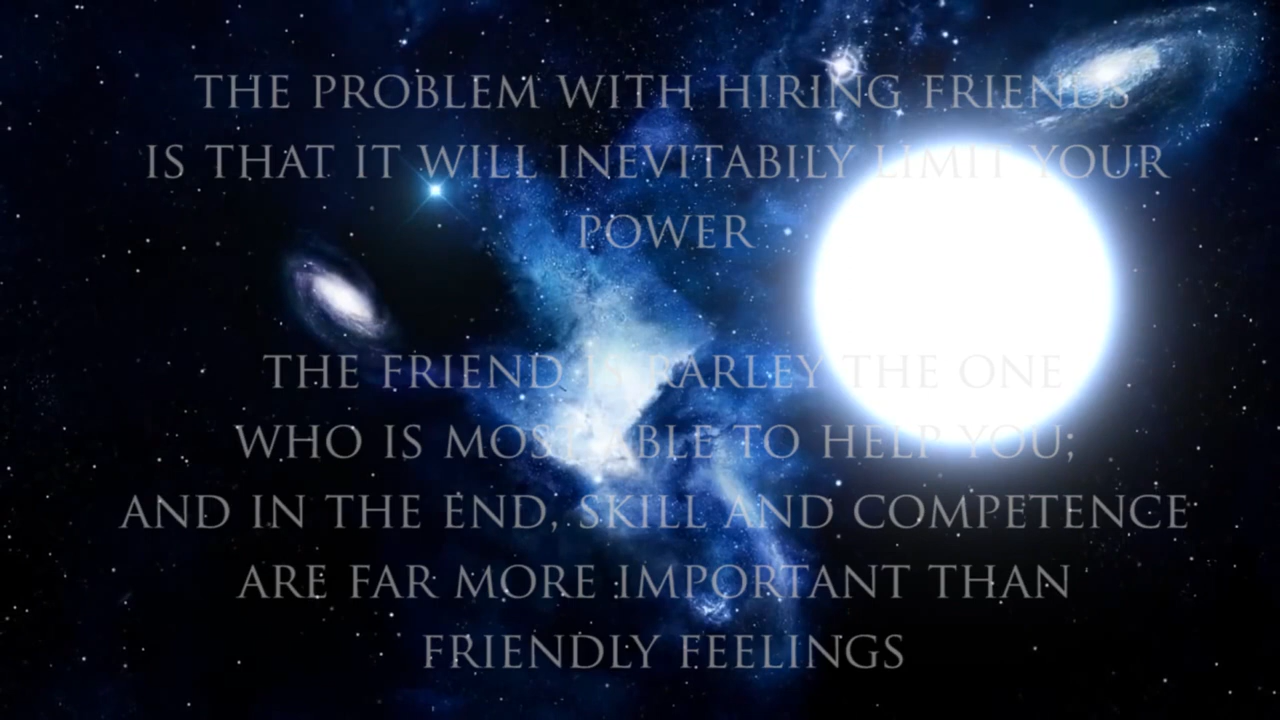 THE PROBLEM WITH HIRING FRIENDS
IS THAT IT WILL INEVITABILY LIMIT YOUR
POWER
THE FRIEND IS RARLEY THE ONE
WHO IS MOST ABLE TO HELP YOU;
AND IN THE END, SKILL AND COMPETENCE
ARE FAR MORE IMPORTANT THAN
FRIENDLY FEELINGS